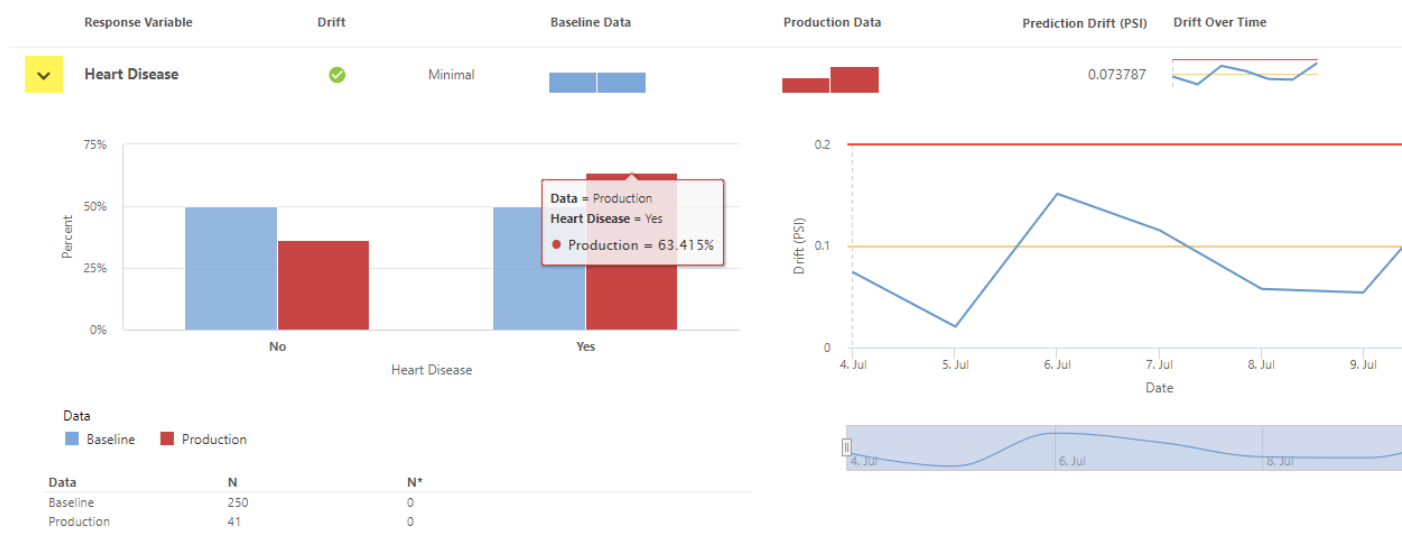 Response Variable Drift Baseline Data Production Data Prediction Drift (PSI) Drift Over Time
Heart Disease Minimal 0.073787
75%
50%
25%
0%
Percent
No Yes
Heart Disease
Data = Production
Heart Disease = Yes
Production = 63.415%
0.2
0.1
0
Drift (PSI)
4. Jul 5. Jul 6. Jul 7. Jul 8. Jul 9. Jul
Date
Data
Baseline Production
4. Jul 6. Jul 8. Jul
Data N N*
Baseline 250 0
Production 41 0